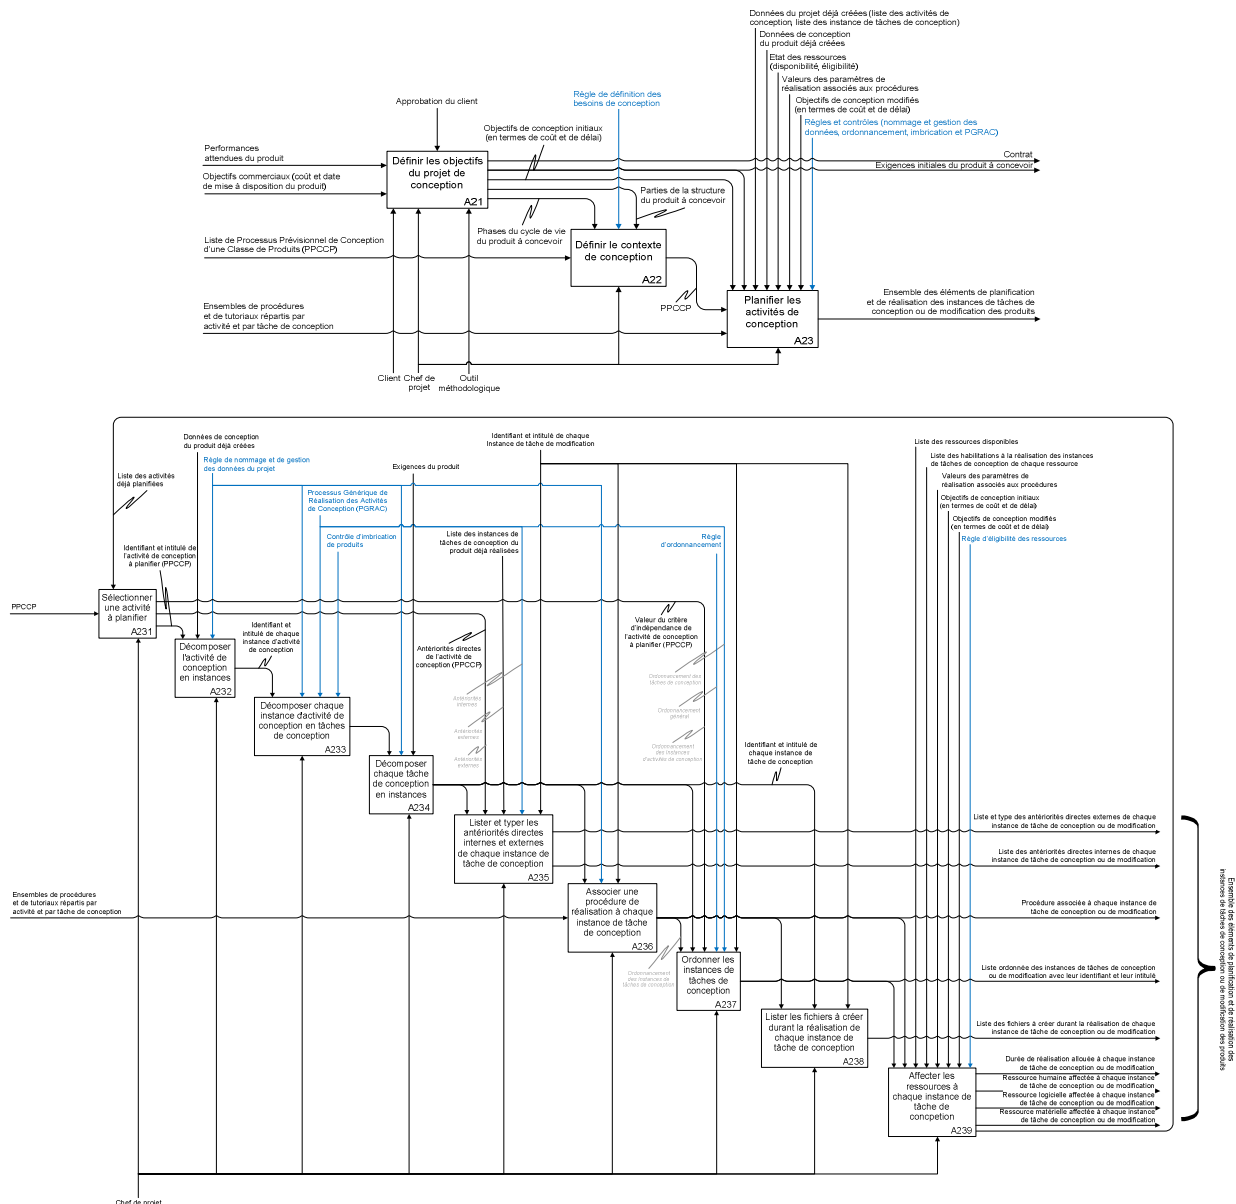 Données du projet déjà créées (liste des activités de
conception, liste des instance de tâches de conception)
Données de conception
du produit déjà créées
Etat des ressources
(disponibilité, éligibilité)
Valeurs des paramètres de
réalisation associés aux procédures
Objectifs de conception modifiés
(en termes de coût et de délai)
Règles et contrôles (nommage et gestion des
données, ordonnancement, imbrication et PGRAC)
Règle de définition des
besoins de conception
Approbation du client
Objectifs de conception initiaux
(en termes de coût et de délai)
Performances
attendues du produit
Objectifs commerciaux (coût et date
de mise à disposition du produit)
Définir les objectifs
du projet de
conception
A21
Contrat
Exigences initiales du produit à concevoir
Parties de la structure
du produit à concevoir
Phases du cycle de vie
du produit à concevoir
Liste de Processus Prévisionnel de Conception
d'une Classe de Produits (PPCCP)
Définir le contexte
de conception
A22
PPCCP
Ensembles de procédures
et de tutoriaux répartis par
activité et par tâche de conception
Planifier les
activités de
conception
A23
Ensemble des éléments de planification
et de réalisation des instances de tâches de
conception ou de modification des produits
Client
Chef de
projet
Outil
méthodologique
Données de conception
du produit déjà créées
Règle de nommage et de gestion
des données du projet
Liste des activités
déjà planifiées
Identifiant et intitulé de chaque
Instance de tâche de modification
Exigences du produit
Processus Générique de
Réalisation des Activités
de Conception (PGRAC)
Contrôle d'imbrication
de produits
Liste des instances de
tâches de conception du
produit déjà réalisées
Règle
d'ordonnancement
Liste des ressources disponibles
Liste des habilitations à la réalisation des instances
de tâches de conception de chaque ressource
Valeurs des paramètres de
réalisation associés aux procédures
Objectifs de conception initiaux
(en termes de coût et de délai)
Objectifs de conception modifiés
(en termes de coût et de délai)
Règle d'éligibilité des ressources
Identifiant et intitulé de
l'activité de conception
à planifier (PPCCP)
PPCCP
Sélectionner
une activité
à planifier
A231
Identifiant et
intitulé de chaque
instance d'activité
de conception
Décomposer
l'activité de
conception
en instances
A232
Antériorités directes
de l'activité de
conception (PPCCP)
Valeur du critère
d'indépendance de
l'activité de conception
à planifier (PPCCP)
Antériorités
internes
Antériorités
externes
Antériorités
externes
Ordonnancement des
tâches de conception
Ordonnancement
général
Ordonnancement
des instances
d'activités de conception
Décomposer chaque
instance d'activité de
conception en tâches
de conception
A233
Identifiant et intitulé de
chaque instance de
tâche de conception
Décomposer
chaque tâche
de conception
en instances
A234
Lister et typer les
antériorités directes
internes et externes
de chaque instance de
tâche de conception
A235
Liste et type des antériorités directes externes de chaque
instance de tâche de conception ou de modification
Liste des antériorités directes internes de chaque
instance de tâche de conception ou de modification
Ensembles de procédures
et de tutoriaux répartis par
activité et par tâche de conception
Associer une
procédure de
réalisation à chaque
instance de tâche
de conception
A236
Procédure associée à chaque instance de
tâche de conception ou de modification
Ordonnancement
des instances de
tâches de conception
Ordonner les
instances de
tâches de
conception
A237
Liste ordonnée des instances de tâches de conception
ou de modification avec leur identifiant et leur intitulé
Lister les fichiers à créer
durant la réalisation de
chaque instance de
tâche de conception
A238
Liste des fichiers à créer durant la réalisation de chaque
instance de tâche de conception ou de modification
Affecter les
ressources à
chaque instance de
tâche de
concpetion
A239
Durée de réalisation allouée à chaque instance
de tâche de conception ou de modification
Ressource humaine affectée à chaque instance
de tâche de conception ou de modification
Ressource logicielle affectée à chaque instance
de tâche de conception ou de modification
Ressource matérielle affectée à chaque instance
de tâche de conception ou de modification
Ensemble des éléments de planification et de réalisation des
instances de tâches de conception ou de modification des produits
Chef de projet